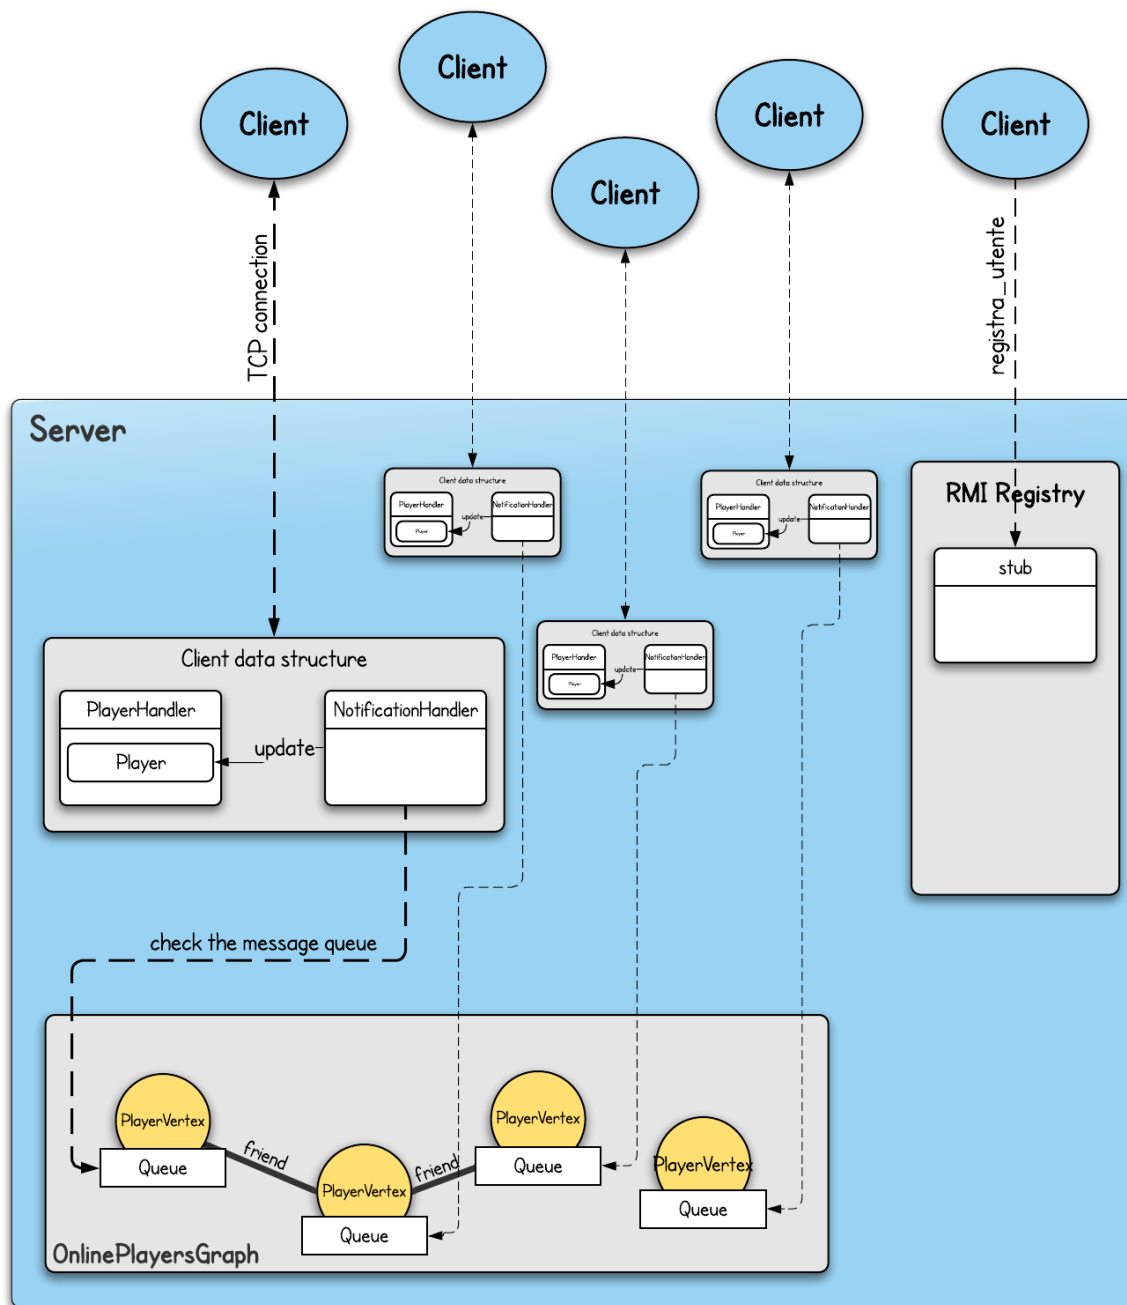 Client
Client
Client
Client
Client
TCP connection
registra_utente
Server
Client data structure
PlayerHandler
NotificationHandler
update
Player
Client data structure
PlayerHandler
NotificationHandler
update
Player
RMI Registry
stub
Client data structure
PlayerHandler
NotificationHandler
update
Player
Client data structure
PlayerHandler
NotificationHandler
update
Player
check the message queue
PlayerVertex
Queue
friend
PlayerVertex
Queue
friend
PlayerVertex
Queue
PlayerVertex
Queue
OnlinePlayersGraph